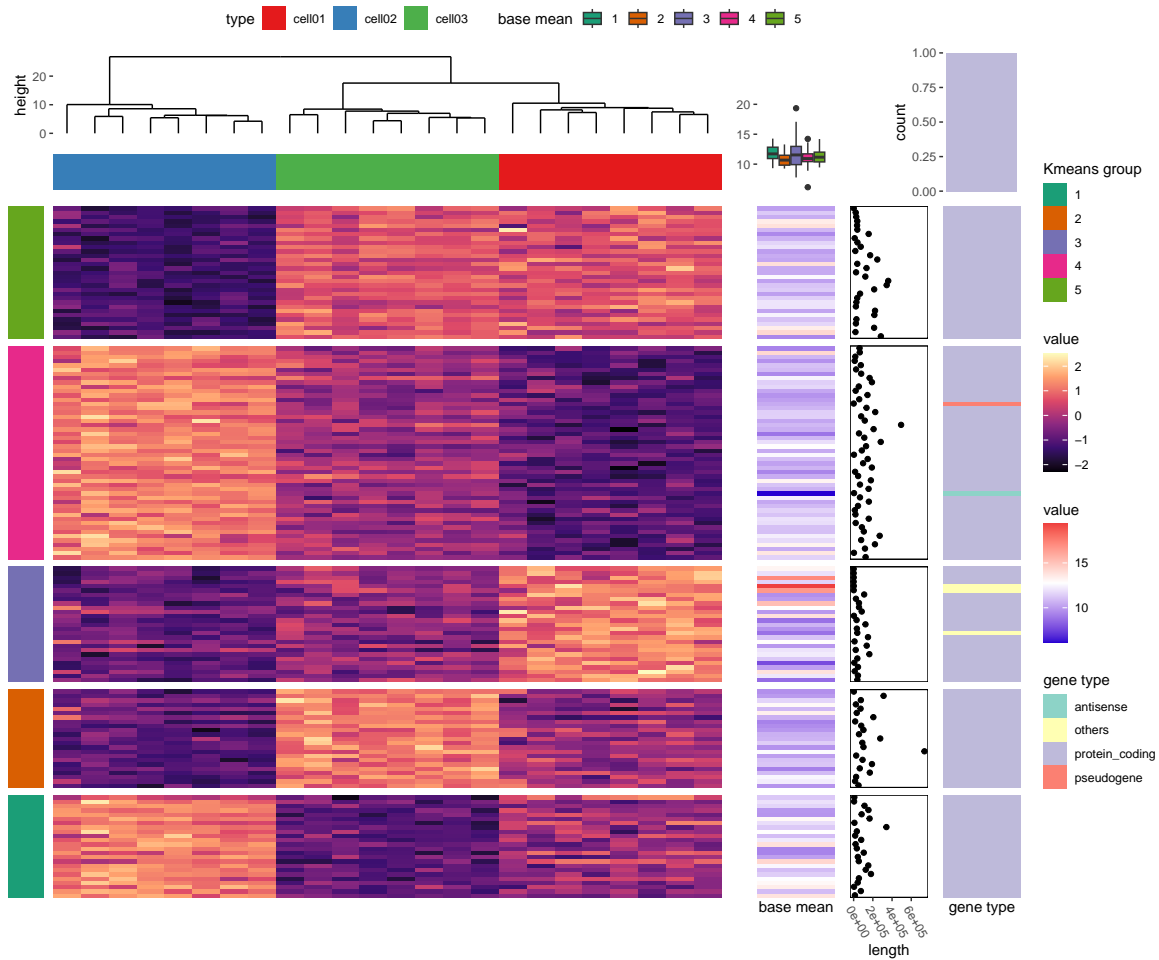 type cell01 cell02 cell03 base mean 1 2 3 4 5
height
20
10
0
20
15
10
count
1.00
0.75
0.50
0.25
0.00
Kmeans group
1
2
3
4
5
value
2
1
0
−1
−2
value
15
10
gene type
antisense
others
protein_coding
pseudogene
base mean
0e+00 2e+05 4e+05 6e+05
length
gene type